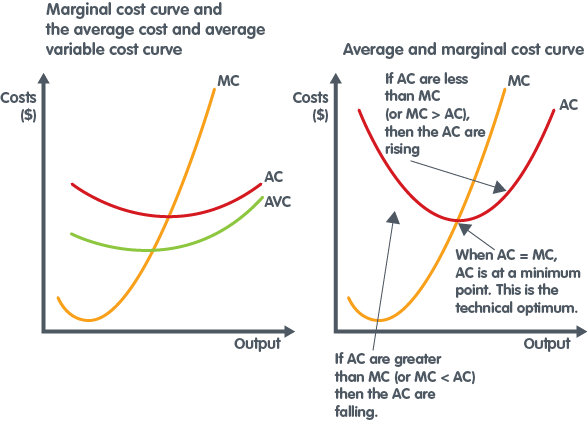 Marginal cost curve and
the average cost and average
variable cost curve
Costs
($)
MC
AC
AVC
Output
Average and marginal cost curve
Costs
($)
If AC are less
than MC
(or MC > AC),
then the AC are
rising
MC
AC
When AC = MC,
AC is at a minimum
point. This is the
technical optimum.
Output
If AC are greater
than MC (or MC < AC)
then the AC are
falling.